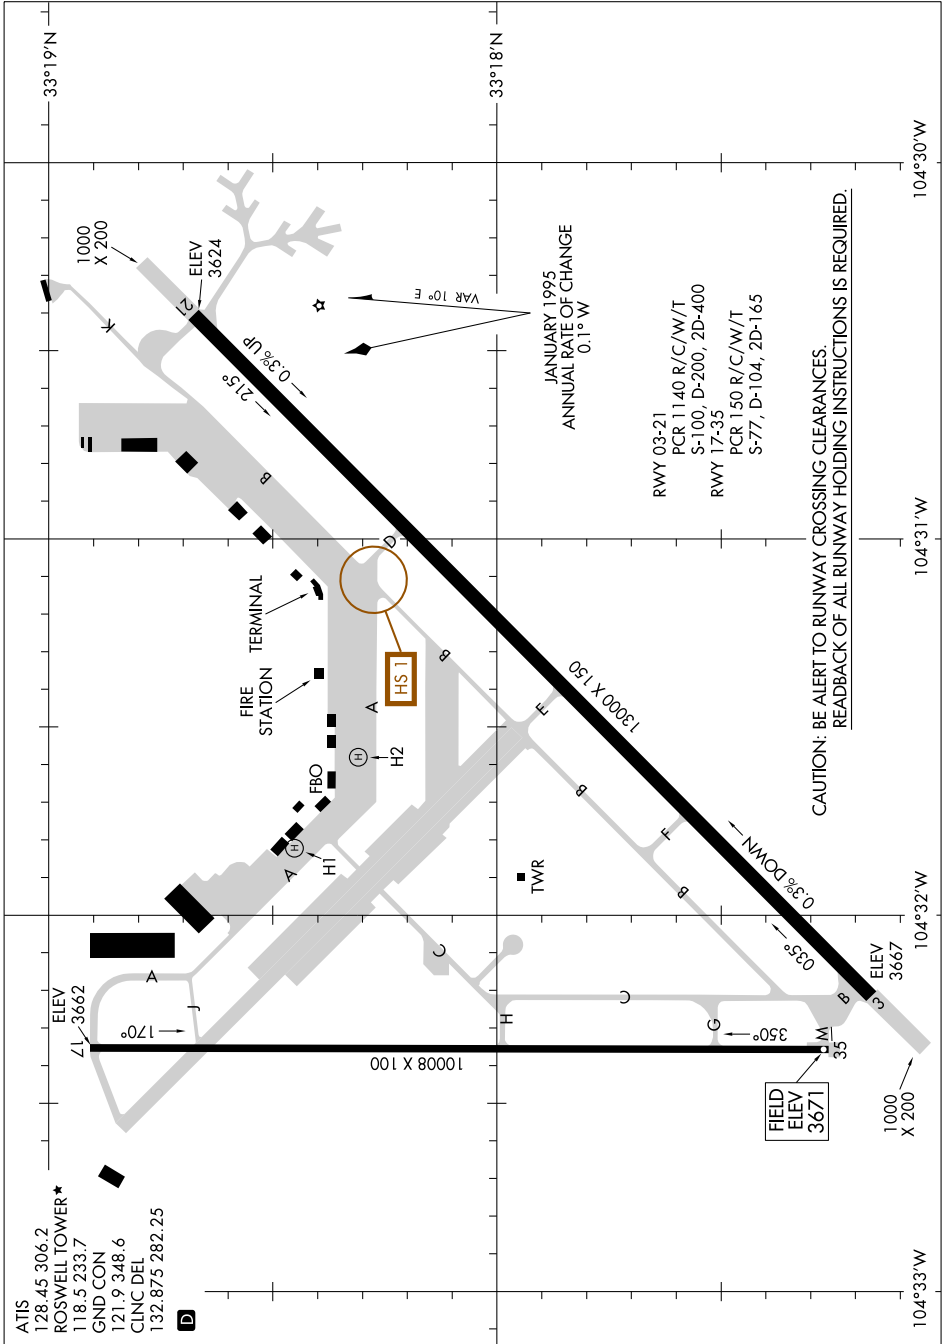 ATIS
128.45 306.2
ROSWELL TOWER★
118.5 233.7
GND CON
121.9 348.6
CLNC DEL
132.875 282.25
D
33°19'N
33°18'N
104°30'W
104°31'W
104°32'W
104°33'W
1000
X 200
ELEV
3624
21
K
215°
0.3% UP
VAR 10° E
JANUARY 1995
ANNUAL RATE OF CHANGE
0.1° W
RWY 03-21
PCR 1140 R/C/W/T
S-100, D-200, 2D-400
RWY 17-35
PCR 150 R/C/W/T
S-77, D-104, 2D-165
CAUTION: BE ALERT TO RUNWAY CROSSING CLEARANCES.
READBACK OF ALL RUNWAY HOLDING INSTRUCTIONS IS REQUIRED.
B
D
TERMINAL
HS 1
FIRE
STATION
A
B
FBO
H
H2
H
H1
A
E
13000 X 150
B
F
B
TWR
0.3% DOWN
035°
ELEV
3667
3
B
C
H
C
G
A
J
ELEV
3662
17
170°
10008 X 100
350°
M
35
FIELD
ELEV
3671
1000
X 200